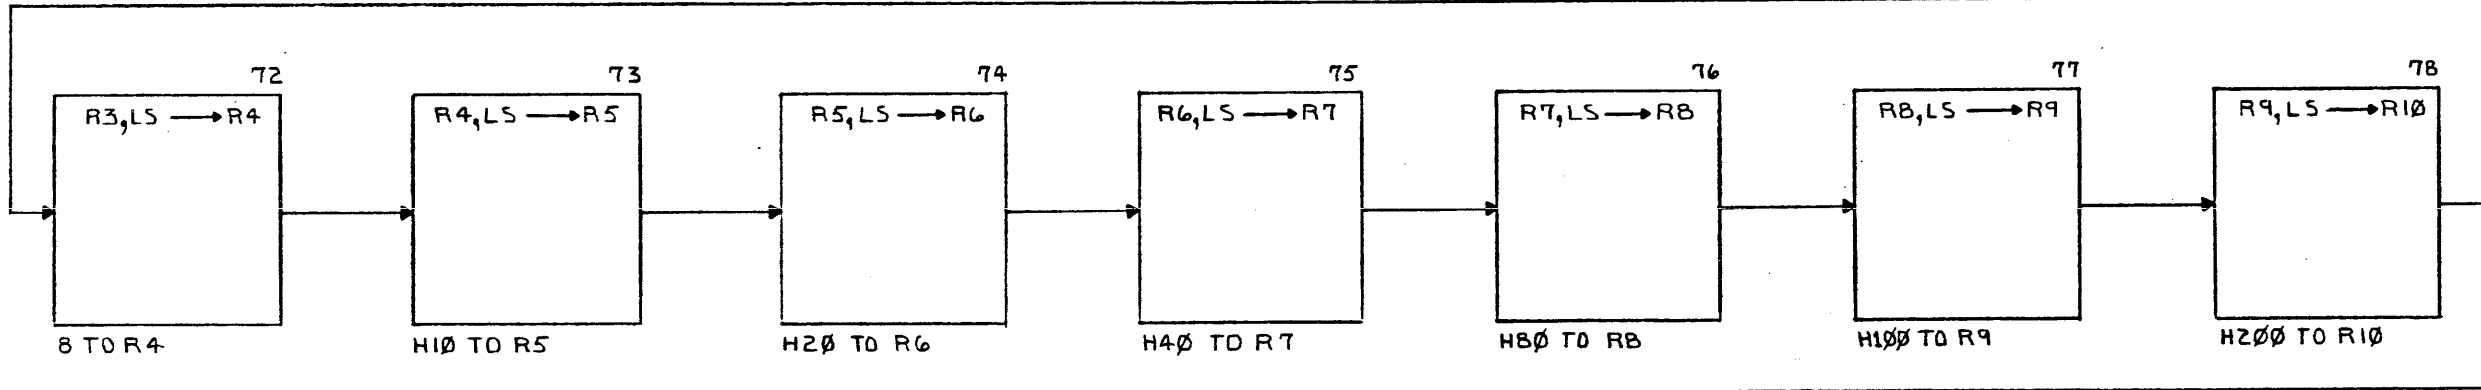 72
R3,LS → R4
8 TO R4
73
R4,LS → R5
H1Ø TO R5
74
R5,LS → R6
H2Ø TO R6
75
R6,LS → R7
H4Ø TO R7
76
R7,LS → R8
H8Ø TO R8
77
R8,LS → R9
H1ØØ TO R9
78
R9,LS → R1Ø
H2ØØ TO R1Ø